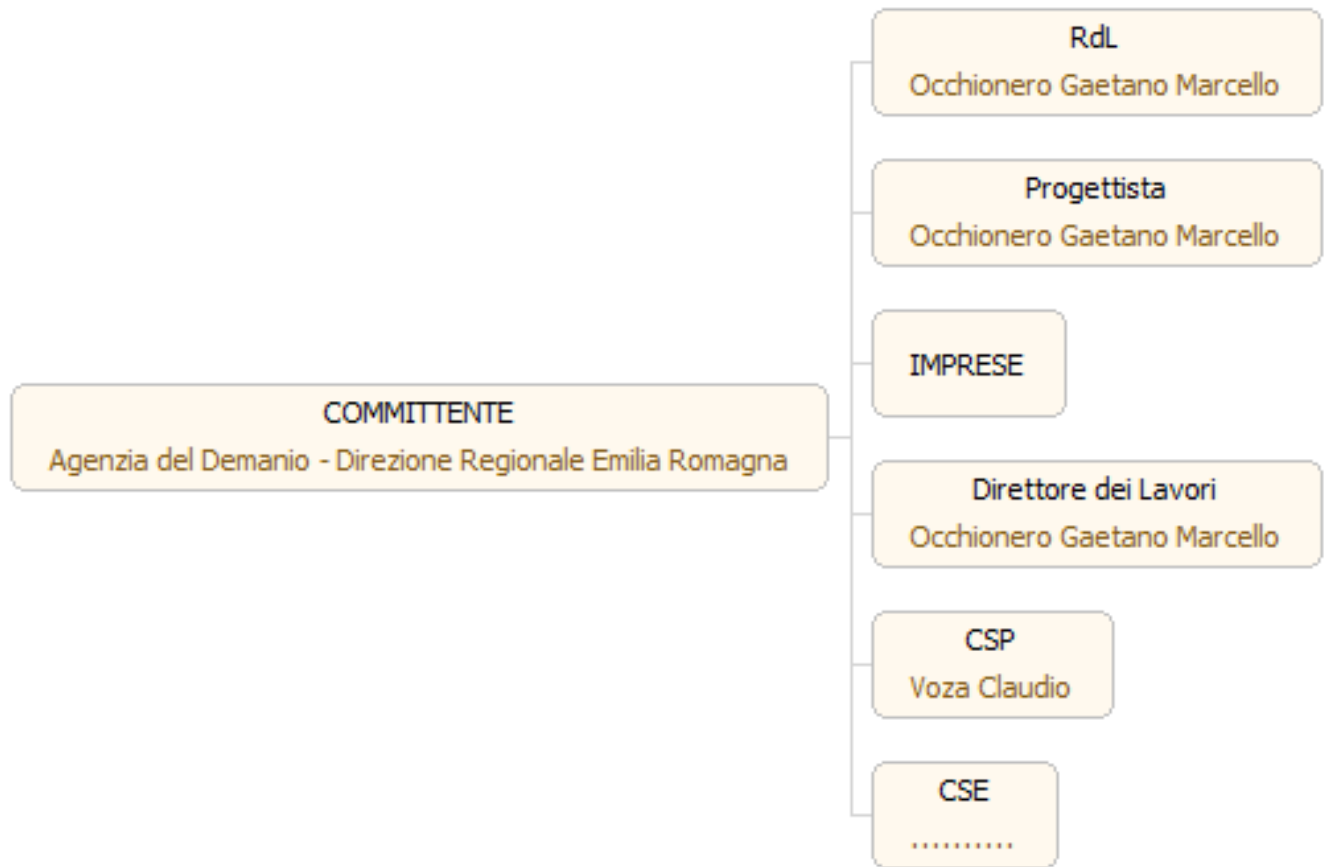 RdL
Occhionero Gaetano Marcello
Progettista
Occhionero Gaetano Marcello
IMPRESE
COMMITTENTE
Agenzia del Demanio - Direzione Regionale Emilia Romagna
Direttore dei Lavori
Occhionero Gaetano Marcello
CSP
Voza Claudio
CSE
..........